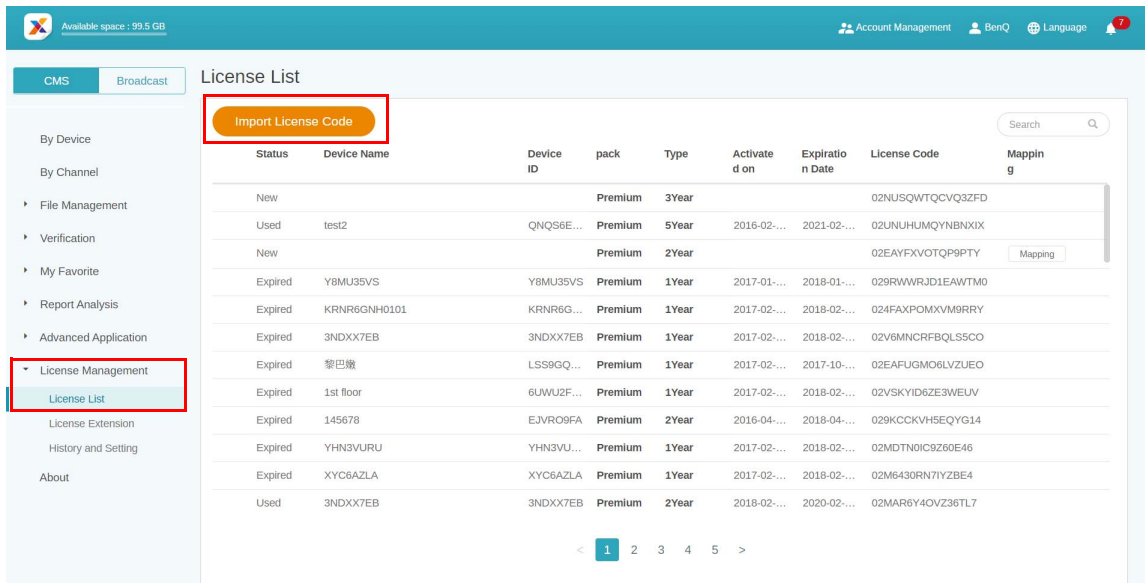 Available space : 99.5 GB
Account Management BenQ Language 7
CMS Broadcast
License List
Import License Code
Search
By Device
By Channel
File Management
Verification
My Favorite
Report Analysis
Advanced Application
License Management
License List
License Extension
History and Setting
About
Status Device Name Device ID pack Type Activated on Expiration Date License Code Mapping
New Premium 3Year 02NUSQWTQCVQ3ZFD
Used test2 QNQS6E... Premium 5Year 2016-02-... 2021-02-... 02UNUHUMQYNBNXIX
New Premium 2Year 02EAYFXVOTQP9PTY Mapping
Expired Y8MU35VS Y8MU35VS Premium 1Year 2017-01-... 2018-01-... 029RWWRJD1EAWTM0
Expired KRNR6GNH0101 KRNR6G... Premium 1Year 2017-02-... 2018-02-... 024FAXPOMXVM9RRY
Expired 3NDXX7EB 3NDXX7EB Premium 1Year 2017-02-... 2018-02-... 02V6MNCRFBQLS5CO
Expired 黎巴嫩 LSS9GQ... Premium 1Year 2017-02-... 2017-10-... 02EAFUGMO6LVZUEO
Expired 1st floor 6UWU2F... Premium 1Year 2017-02-... 2018-02-... 02VSKYID6ZE3WEUV
Expired 145678 EJVRO9FA Premium 2Year 2016-04-... 2018-04-... 029KCCKVH5EQYG14
Expired YHN3VURU YHN3VU... Premium 1Year 2017-02-... 2018-02-... 02MDTN0IC9Z60E46
Expired XYC6AZLA XYC6AZLA Premium 1Year 2017-02-... 2018-02-... 02M6430RN7IYZBE4
Used 3NDXX7EB 3NDXX7EB Premium 2Year 2018-02-... 2020-02-... 02MAR6Y4OVZ36TL7
< 1 2 3 4 5 >